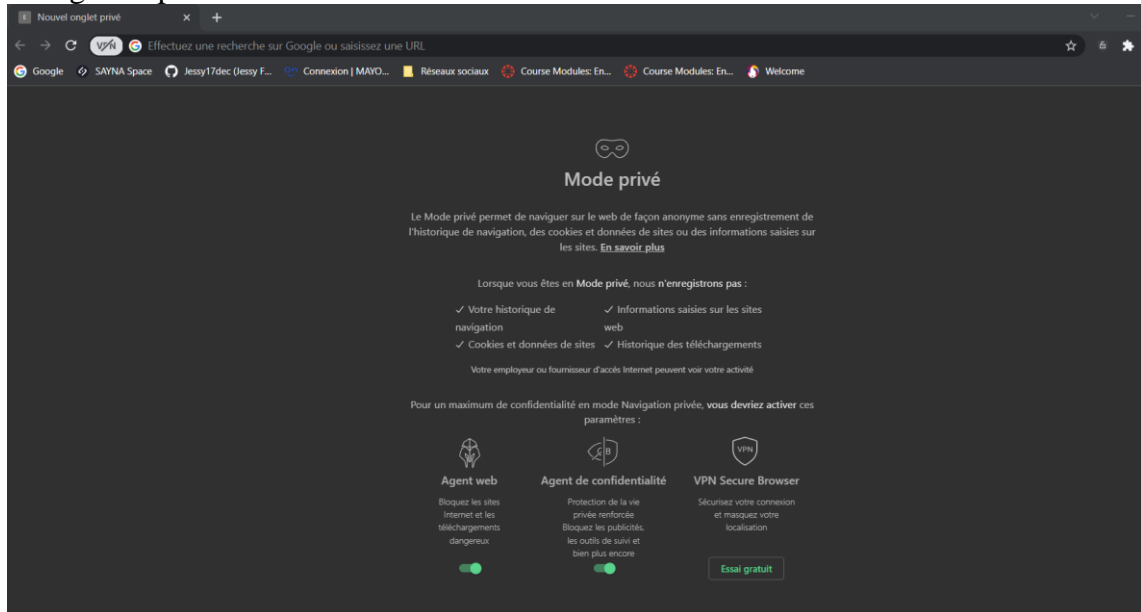 Nouvel onglet privé
VPN Effectuez une recherche sur Google ou saisissez une URL
Google SAYNA Space Jessy17dec (Jessy F... Connexion | MAYO... Réseaux sociaux Course Modules: En... Course Modules: En... Welcome
Mode privé
Le Mode privé permet de naviguer sur le web de façon anonyme sans enregistrement de
l'historique de navigation, des cookies et données de sites ou des informations saisies sur
les sites. En savoir plus
Lorsque vous êtes en Mode privé, nous n'enregistrons pas :
✓ Votre historique de
navigation
✓ Informations saisies sur les sites
web
✓ Cookies et données de sites
✓ Historique des téléchargements
Votre employeur ou fournisseur d'accès Internet peuvent voir votre activité
Pour un maximum de confidentialité en mode Navigation privée, vous devriez activer ces
paramètres :
Agent web
Bloquez les sites
Internet et les
téléchargements
dangereux
Agent de confidentialité
Protection de la vie
privée renforcée
Bloquez les publicités,
les outils de suivi et
bien plus encore
VPN
VPN Secure Browser
Sécurisez votre connexion
et masquez votre
localisation
Essai gratuit